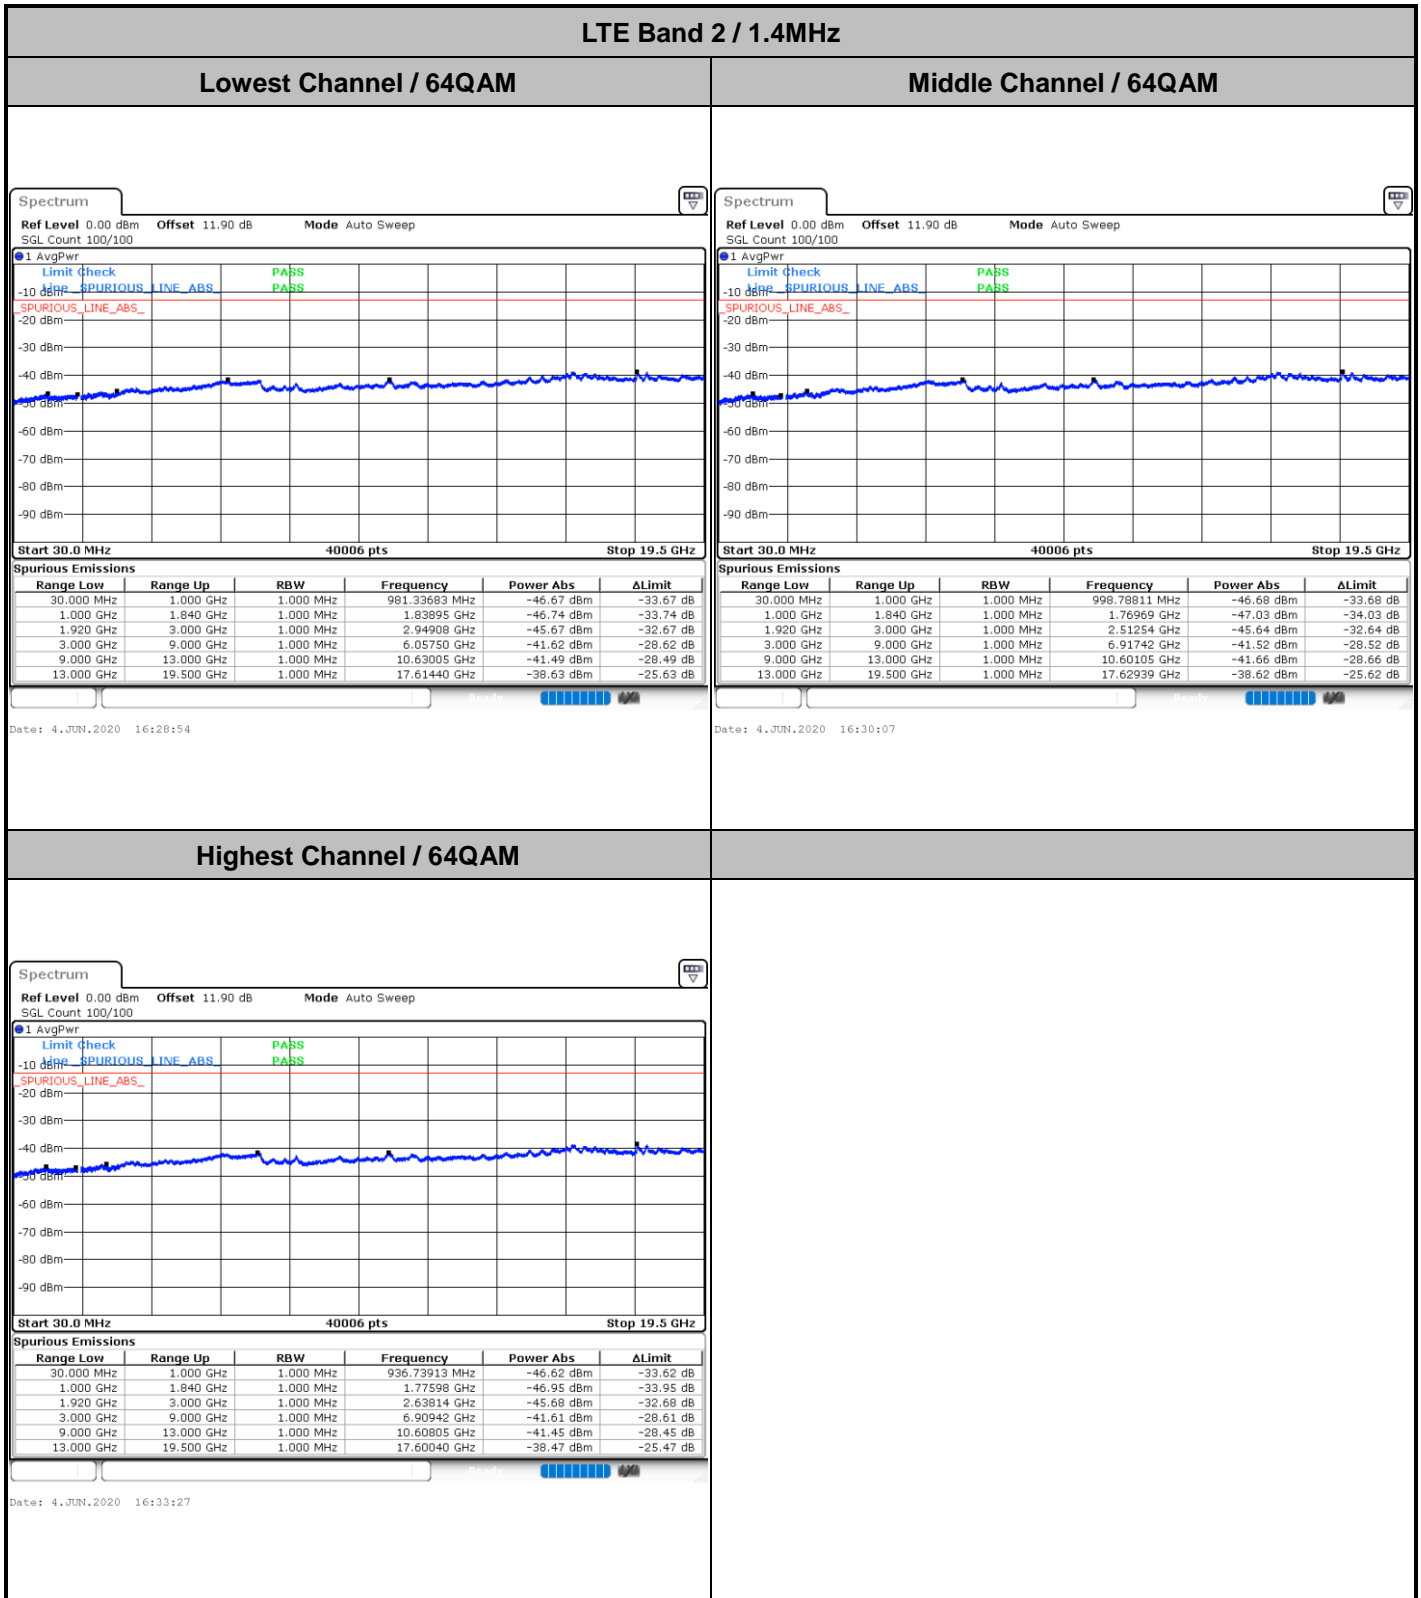 LTE Band 2 / 1.4MHz
Lowest Channel / 64QAM
Middle Channel / 64QAM
Spectrum
Ref Level 0.00 dBm Offset 11.90 dB Mode Auto Sweep
SGL Count 100/100
1 AvgPwr
Limit Check PASS
Line _SPURIOUS_LINE_ABS_ PASS
-10 dBm
_SPURIOUS_LINE_ABS_
-20 dBm
-30 dBm
-40 dBm
-50 dBm
-60 dBm
-70 dBm
-80 dBm
-90 dBm
Start 30.0 MHz 40006 pts Stop 19.5 GHz
Spurious Emissions
Range Low Range Up RBW Frequency Power Abs ΔLimit
30.000 MHz 1.000 GHz 1.000 MHz 981.33683 MHz -46.67 dBm -33.67 dB
1.000 GHz 1.840 GHz 1.000 MHz 1.83895 GHz -46.74 dBm -33.74 dB
1.920 GHz 3.000 GHz 1.000 MHz 2.94908 GHz -45.67 dBm -32.67 dB
3.000 GHz 9.000 GHz 1.000 MHz 6.05750 GHz -41.62 dBm -28.62 dB
9.000 GHz 13.000 GHz 1.000 MHz 10.63005 GHz -41.49 dBm -28.49 dB
13.000 GHz 19.500 GHz 1.000 MHz 17.61440 GHz -38.63 dBm -25.63 dB
Ready
Date: 4.JUN.2020 16:28:54
Spectrum
Ref Level 0.00 dBm Offset 11.90 dB Mode Auto Sweep
SGL Count 100/100
1 AvgPwr
Limit Check PASS
Line _SPURIOUS_LINE_ABS_ PASS
-10 dBm
_SPURIOUS_LINE_ABS_
-20 dBm
-30 dBm
-40 dBm
-50 dBm
-60 dBm
-70 dBm
-80 dBm
-90 dBm
Start 30.0 MHz 40006 pts Stop 19.5 GHz
Spurious Emissions
Range Low Range Up RBW Frequency Power Abs ΔLimit
30.000 MHz 1.000 GHz 1.000 MHz 998.78811 MHz -46.68 dBm -33.68 dB
1.000 GHz 1.840 GHz 1.000 MHz 1.76969 GHz -47.03 dBm -34.03 dB
1.920 GHz 3.000 GHz 1.000 MHz 2.51254 GHz -45.64 dBm -32.64 dB
3.000 GHz 9.000 GHz 1.000 MHz 6.91742 GHz -41.52 dBm -28.52 dB
9.000 GHz 13.000 GHz 1.000 MHz 10.60105 GHz -41.66 dBm -28.66 dB
13.000 GHz 19.500 GHz 1.000 MHz 17.62939 GHz -38.62 dBm -25.62 dB
Ready
Date: 4.JUN.2020 16:30:07
Highest Channel / 64QAM
Spectrum
Ref Level 0.00 dBm Offset 11.90 dB Mode Auto Sweep
SGL Count 100/100
1 AvgPwr
Limit Check PASS
Line _SPURIOUS_LINE_ABS_ PASS
-10 dBm
_SPURIOUS_LINE_ABS_
-20 dBm
-30 dBm
-40 dBm
-50 dBm
-60 dBm
-70 dBm
-80 dBm
-90 dBm
Start 30.0 MHz 40006 pts Stop 19.5 GHz
Spurious Emissions
Range Low Range Up RBW Frequency Power Abs ΔLimit
30.000 MHz 1.000 GHz 1.000 MHz 936.73913 MHz -46.62 dBm -33.62 dB
1.000 GHz 1.840 GHz 1.000 MHz 1.77598 GHz -46.95 dBm -33.95 dB
1.920 GHz 3.000 GHz 1.000 MHz 2.63814 GHz -45.68 dBm -32.68 dB
3.000 GHz 9.000 GHz 1.000 MHz 6.90942 GHz -41.61 dBm -28.61 dB
9.000 GHz 13.000 GHz 1.000 MHz 10.60805 GHz -41.45 dBm -28.45 dB
13.000 GHz 19.500 GHz 1.000 MHz 17.60040 GHz -38.47 dBm -25.47 dB
Ready
Date: 4.JUN.2020 16:33:27